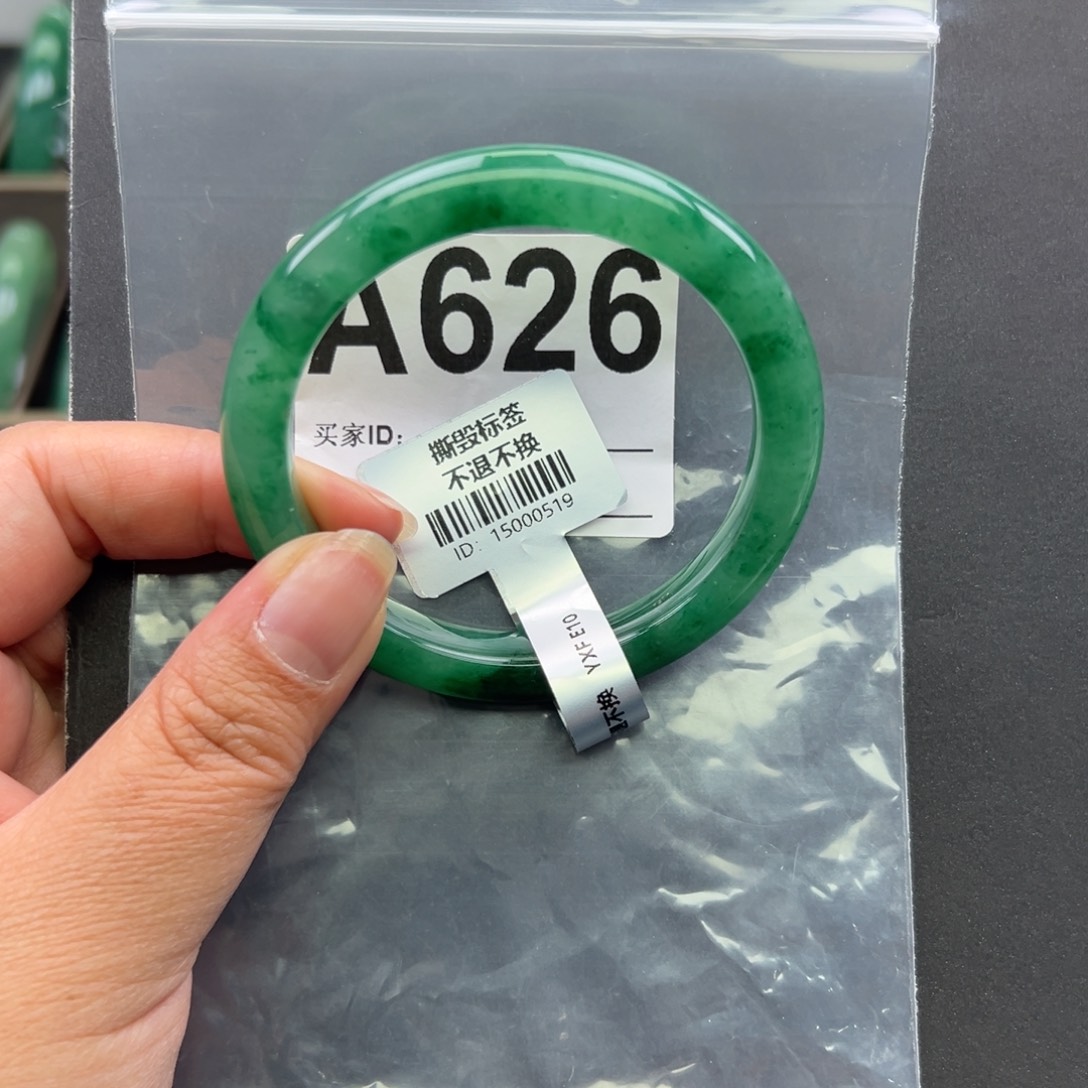 A626
买家ID:
撕毁标签
不退不换
ID: 15000519
YXFE10
不换